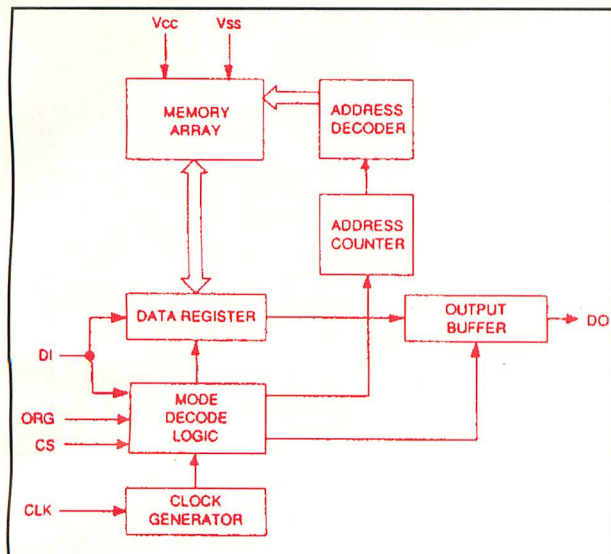 Vcc Vss
MEMORY
ARRAY
ADDRESS
DECODER
ADDRESS
COUNTER
DATA REGISTER
OUTPUT
BUFFER
DO
DI
MODE
DECODE
LOGIC
ORG
CS
CLK
CLOCK
GENERATOR